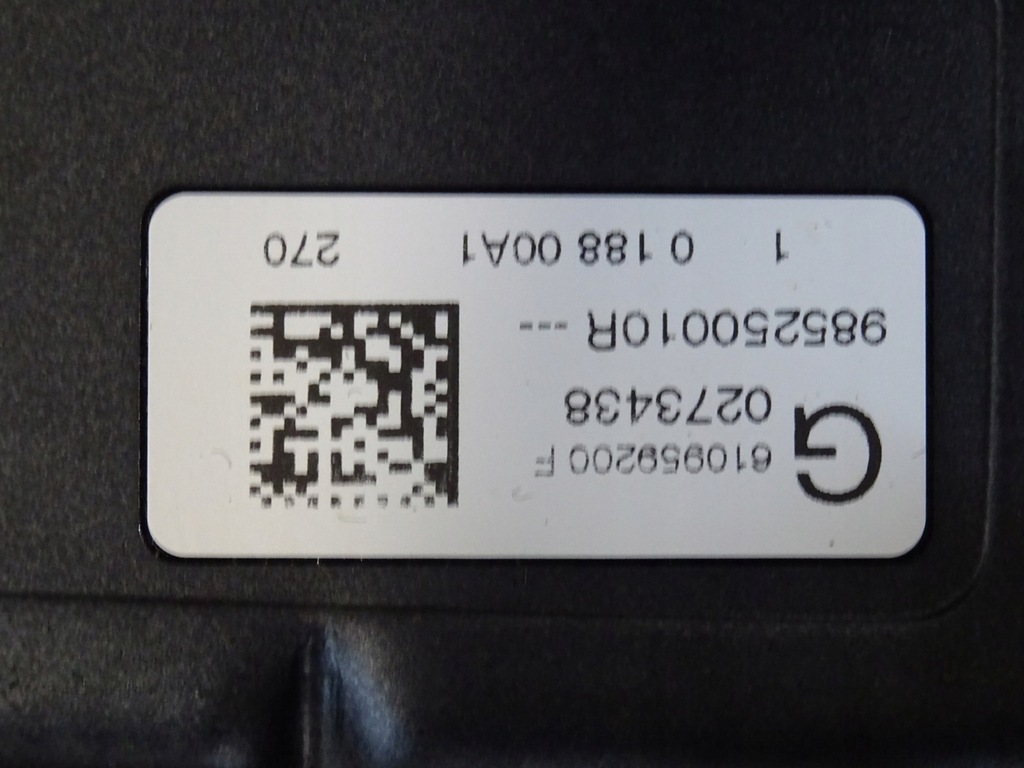 G
610959200 F
0273438
985250010R ---
1 0 188 00A1 270